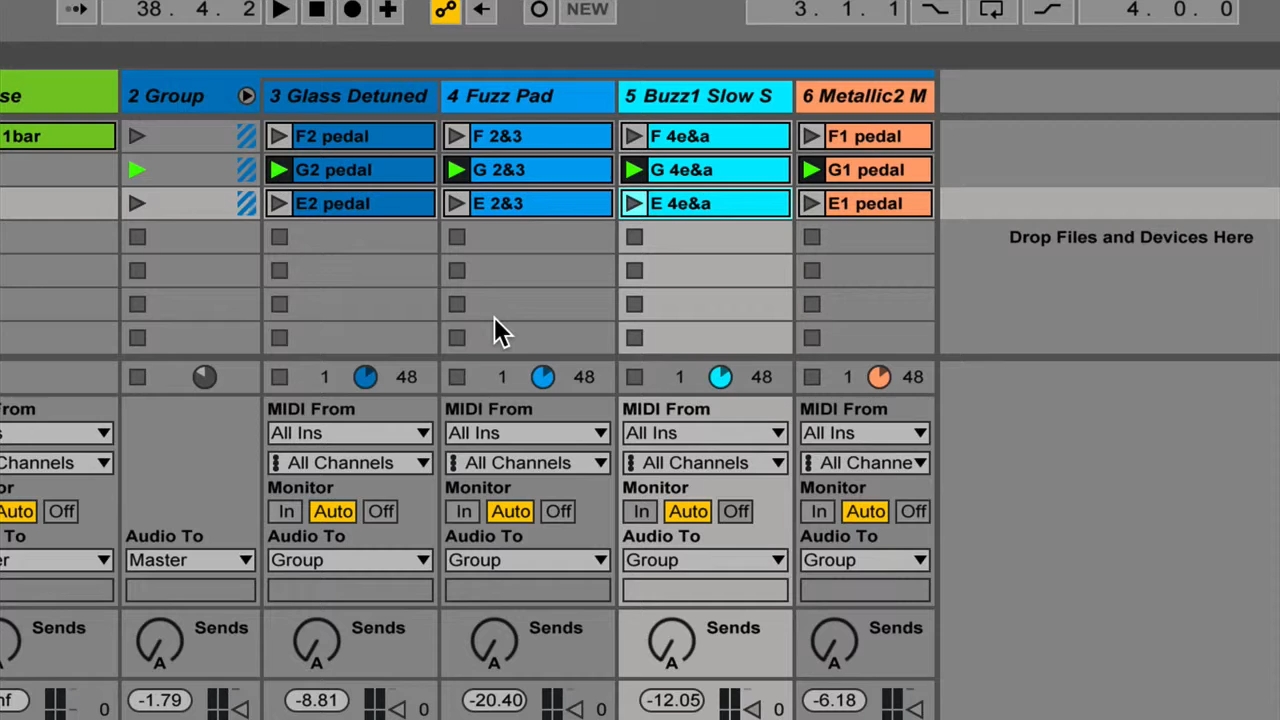 38. 4. 2 NEW 3. 1. 1 4. 0. 0
se 2 Group 3 Glass Detuned 4 Fuzz Pad 5 Buzz1 Slow S 6 Metallic2 M
1bar F2 pedal F 2&3 F 4e&a F1 pedal
G2 pedal G 2&3 G 4e&a G1 pedal
E2 pedal E 2&3 E 4e&a E1 pedal
Drop Files and Devices Here
1 48 1 48 1 48 1 48
From MIDI From MIDI From MIDI From MIDI From
s All Ins All Ins All Ins All Ins
Channels All Channels All Channels All Channels All Channe
or Monitor Monitor Monitor Monitor
Auto Off In Auto Off In Auto Off In Auto Off In Auto Off
To Audio To Audio To Audio To Audio To Audio To
er Master Group Group Group Group
Sends Sends Sends Sends Sends Sends
A A A A A
nf 0 -1.79 -8.81 0 -20.40 0 -12.05 0 -6.18